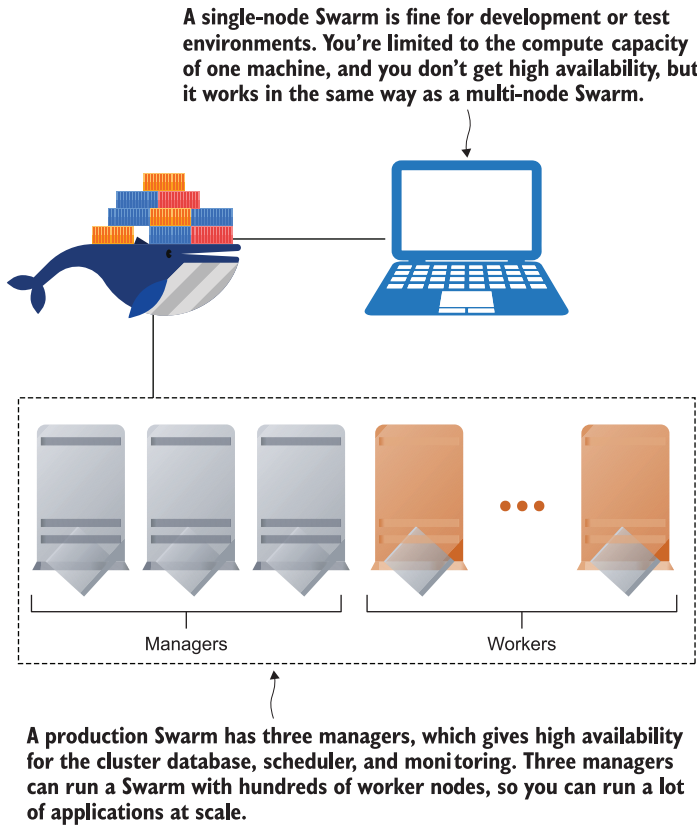 A single-node Swarm is fine for development or test
environments. You're limited to the compute capacity
of one machine, and you don't get high availability, but
it works in the same way as a multi-node Swarm.
Managers
Workers
A production Swarm has three managers, which gives high availability
for the cluster database, scheduler, and monitoring. Three managers
can run a Swarm with hundreds of worker nodes, so you can run a lot
of applications at scale.